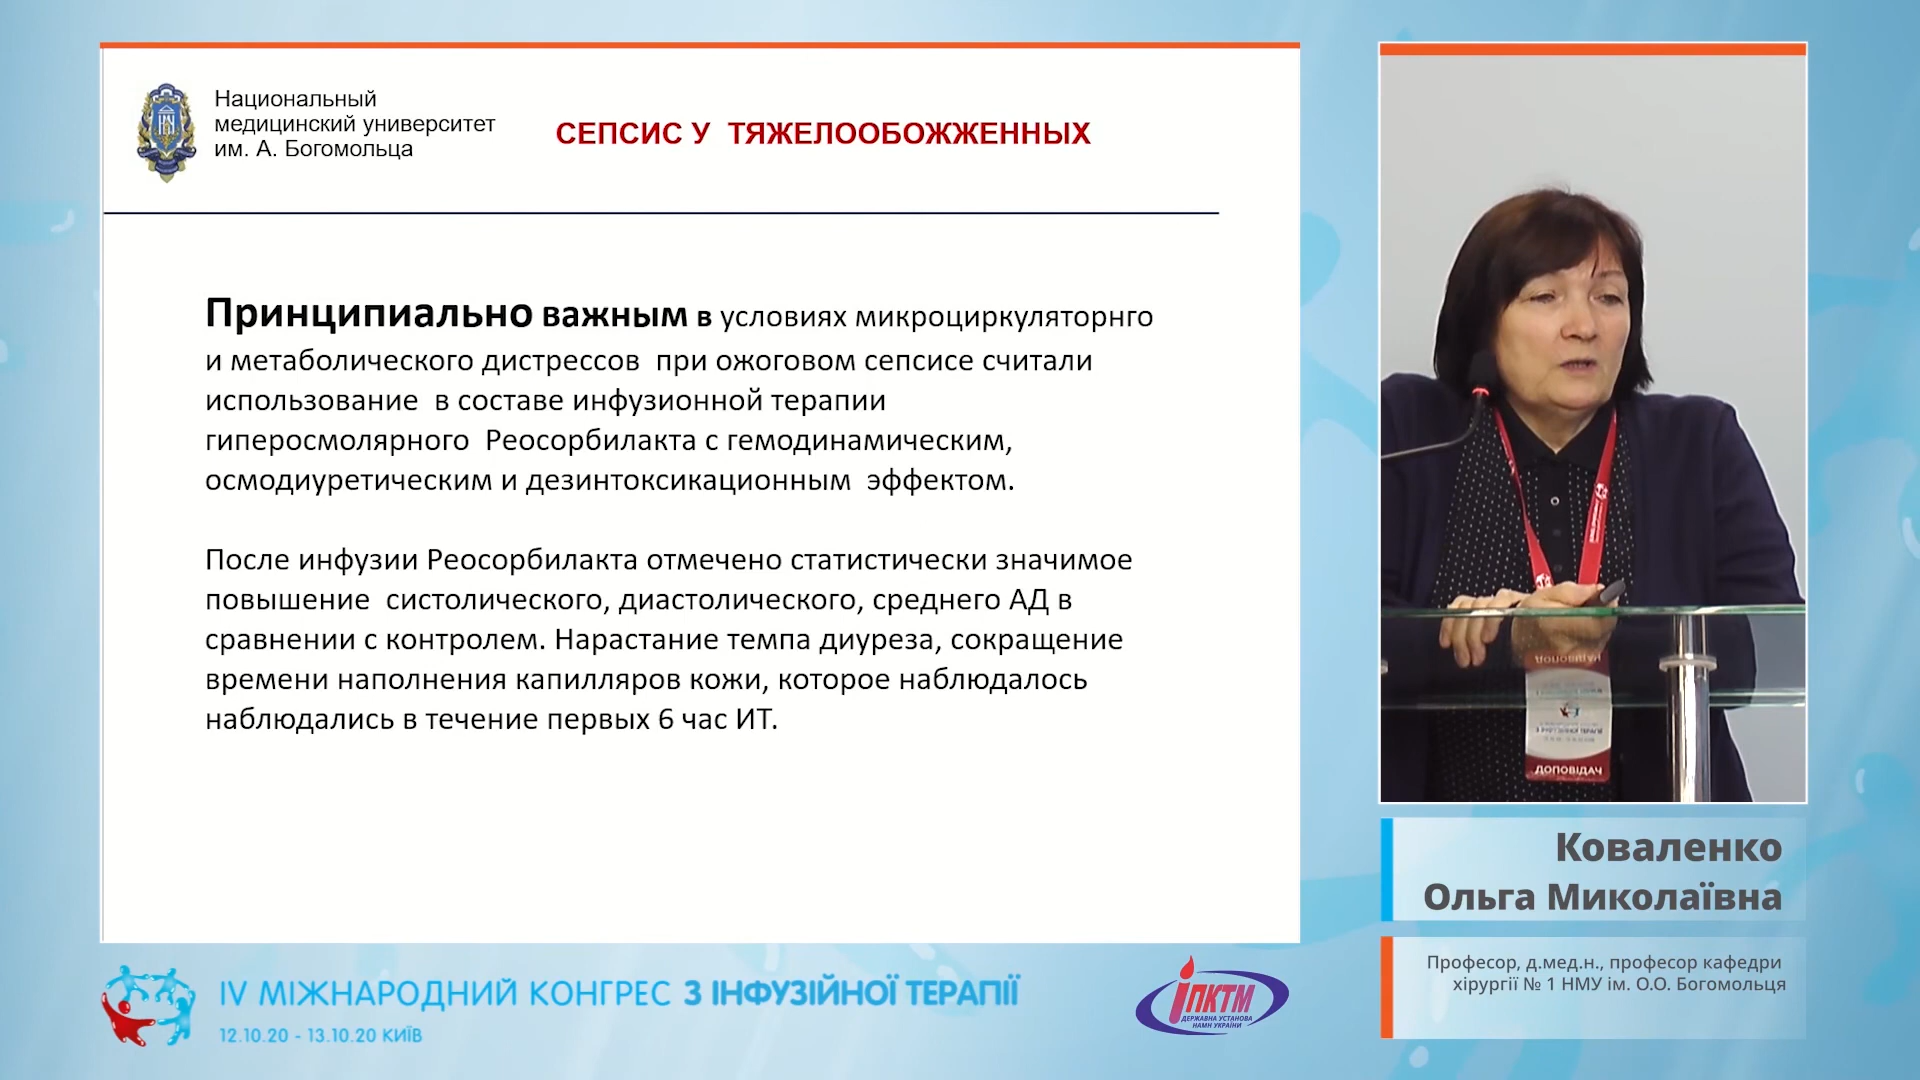 Национальный
медицинский университет
им. А. Богомольца
СЕПСИС У ТЯЖЕЛООБОЖЖЕННЫХ
Принципиально важным в условиях микроциркуляторнго
и метаболического дистрессов при ожоговом сепсисе считали
использование в составе инфузионной терапии
гиперосмолярного Реосорбилакта с гемодинамическим,
осмодиуретическим и дезинтоксикационным эффектом.
После инфузии Реосорбилакта отмечено статистически значимое
повышение систолического, диастолического, среднего АД в
сравнении с контролем. Нарастание темпа диуреза, сокращение
времени наполнения капилляров кожи, которое наблюдалось
наблюдались в течение первых 6 час ИТ.
ДОПОВІДАЧ
Коваленко
Ольга Миколаївна
Професор, д.мед.н., професор кафедри
хірургії № 1 НМУ ім. О.О. Богомольця
IV МІЖНАРОДНИЙ КОНГРЕС З ІНФУЗІЙНОЇ ТЕРАПІЇ
12.10.20 - 13.10.20 КИЇВ
ІПКТМ
ДЕРЖАВНА УСТАНОВА
НАМН УКРАЇНИ